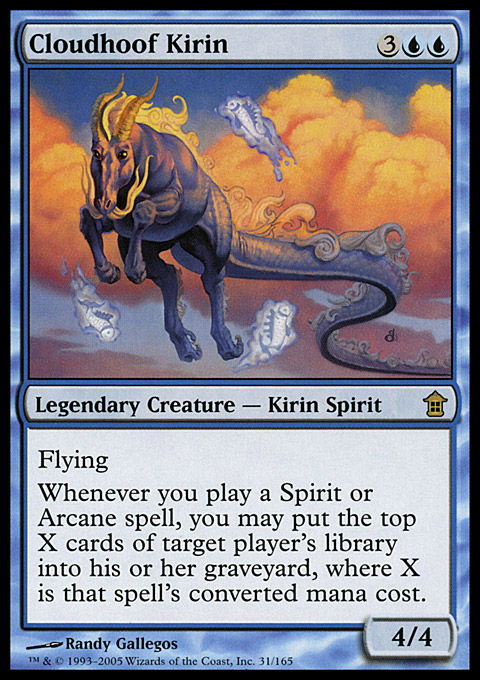 Cloudhoof Kirin 3
Legendary Creature — Kirin Spirit
Flying
Whenever you play a Spirit or
Arcane spell, you may put the top
X cards of target player's library
into his or her graveyard, where X
is that spell's converted mana cost.
Randy Gallegos
4/4
™ & © 1993–2005 Wizards of the Coast, Inc. 31/165